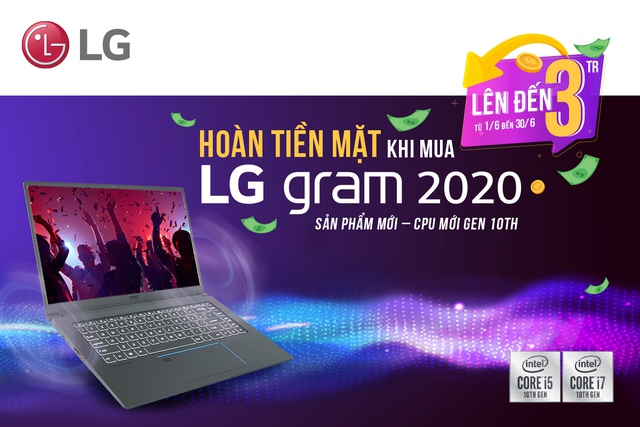 LG
LÊN ĐẾN 3 TR
TỪ 1/6 ĐẾN 30/6
HOÀN TIỀN MẶT KHI MUA
LG gram 2020
SẢN PHẨM MỚI – CPU MỚI GEN 10TH
intel intel
CORE i5 CORE i7
10TH GEN 10TH GEN